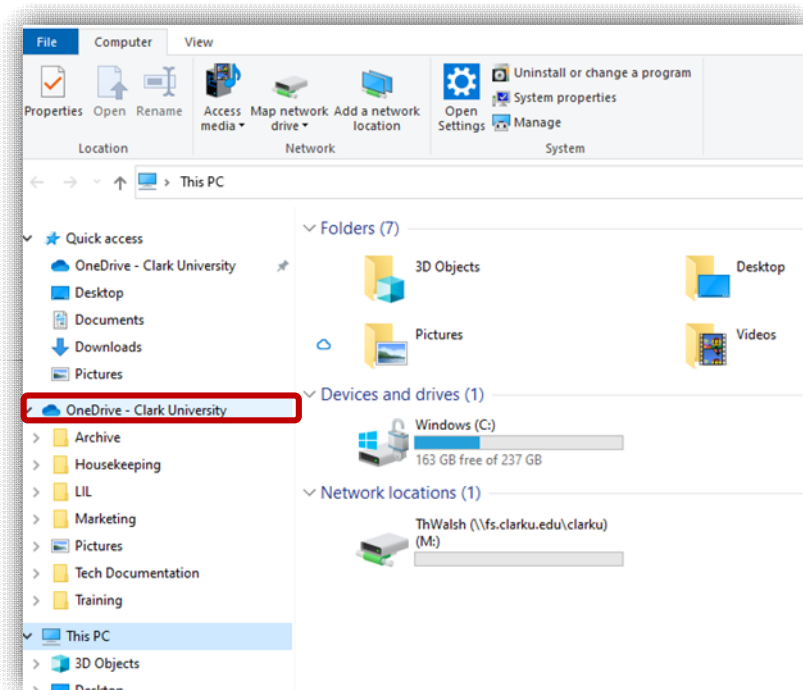 File Computer View
Properties Open Rename Access media Map network drive Add a network location Open Settings Uninstall or change a program
System properties
Manage
Location Network System
This PC
Quick access
OneDrive - Clark University
Desktop
Documents
Downloads
Pictures
OneDrive - Clark University
Archive
Housekeeping
LIL
Marketing
Pictures
Tech Documentation
Training
This PC
3D Objects
Desktop
Folders (7)
3D Objects Desktop
Pictures Videos
Devices and drives (1)
Windows (C:)
163 GB free of 237 GB
Network locations (1)
ThWalsh (\\fs.clarku.edu\clarku)
(M:)